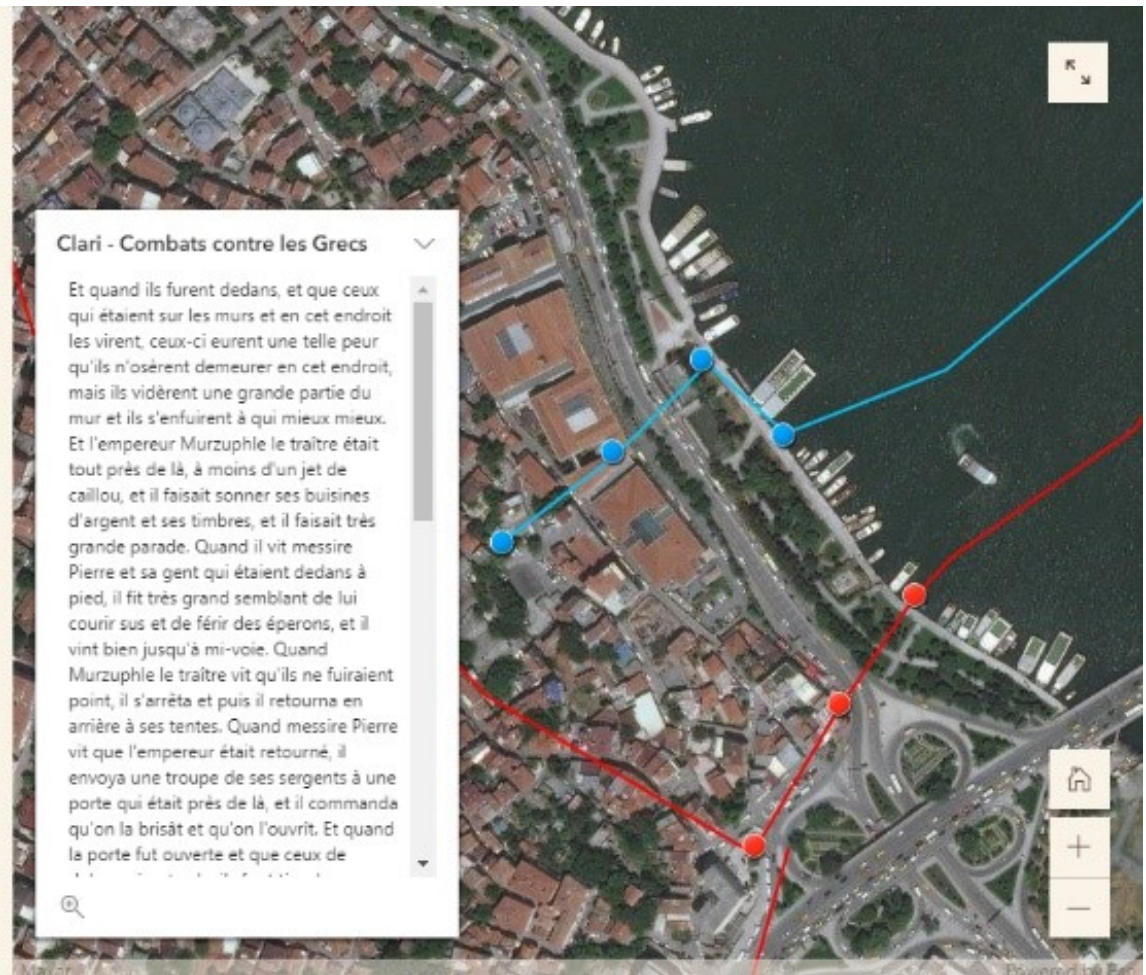 Clari - Combats contre les Grecs
Et quand ils furent dedans, et que ceux
qui étaient sur les murs et en cet endroit
les virent, ceux-ci eurent une telle peur
qu'ils n'osèrent demeurer en cet endroit,
mais ils vidèrent une grande partie du
mur et ils s'enfuirent à qui mieux mieux.
Et l'empereur Murzuphle le traître était
tout près de là, à moins d'un jet de
caillou, et il faisait sonner ses buisines
d'argent et ses timbres, et il faisait très
grande parade. Quand il vit messire
Pierre et sa gent qui étaient dedans à
pied, il fit très grand semblant de lui
courir sus et de férir des éperons, et il
vint bien jusqu'à mi-voie. Quand
Murzuphle le traître vit qu'ils ne fuiraient
point, il s'arrêta et puis il retourna en
arrière à ses tentes. Quand messire Pierre
vit que l'empereur était retourné, il
envoya une troupe de ses sergents à une
porte qui était près de là, et il commanda
qu'on la brisât et qu'on l'ouvrît. Et quand
la porte fut ouverte et que ceux de